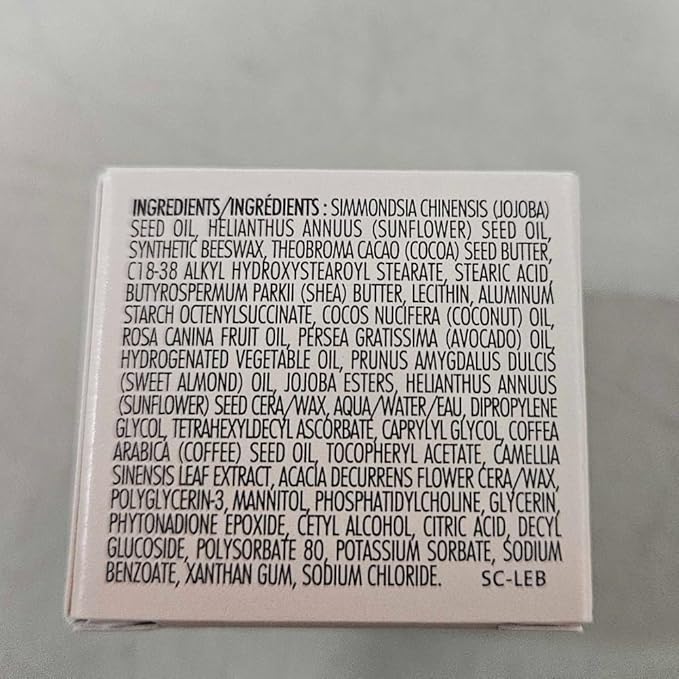 INGREDIENTS/INGRÉDIENTS : SIMMONDSIA CHINENSIS (JOJOBA)
SEED OIL, HELIANTHUS ANNUUS (SUNFLOWER) SEED OIL,
SYNTHETIC BEESWAX, THEOBROMA CACAO (COCOA) SEED BUTTER,
C18-38 ALKYL HYDROXYSTEAROYL STEARATE, STEARIC ACID,
BUTYROSPERMUM PARKII (SHEA) BUTTER, LECITHIN, ALUMINUM
STARCH OCTENYLSUCCINATE, COCOS NUCIFERA (COCONUT) OIL,
ROSA CANINA FRUIT OIL, PERSEA GRATISSIMA (AVOCADO) OIL,
HYDROGENATED VEGETABLE OIL, PRUNUS AMYGDALUS DULCIS
(SWEET ALMOND) OIL, JOJOBA ESTERS, HELIANTHUS ANNUUS
(SUNFLOWER) SEED CERA/WAX, AQUA/WATER/EAU, DIPROPYLENE
GLYCOL, TETRAHEXYLDECYL ASCORBATE, CAPRYLYL GLYCOL, COFFEA
ARABICA (COFFEE) SEED OIL, TOCOPHERYL ACETATE, CAMELLIA
SINENSIS LEAF EXTRACT, ACACIA DECURRENS FLOWER CERA/WAX,
POLYGLYCERIN-3, MANNITOL, PHOSPHATIDYLCHOLINE, GLYCERIN,
PHYTONADIONE EPOXIDE, CETYL ALCOHOL, CITRIC ACID, DECYL
GLUCOSIDE, POLYSORBATE 80, POTASSIUM SORBATE, SODIUM
BENZOATE, XANTHAN GUM, SODIUM CHLORIDE. SC-LEB